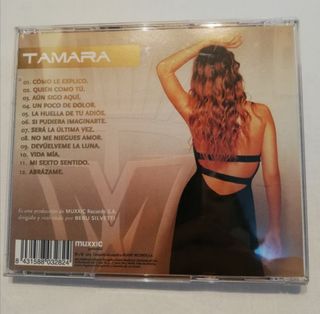 TAMARA
01. CÓMO LE EXPLICO.
02. QUIÉN COMO TÚ.
03. AÚN SIGO AQUÍ.
04. UN POCO DE DOLOR.
05. LA HUELLA DE TU ADIÓS.
06. SI PUDIERA IMAGINARTE.
07. SERÁ LA ÚLTIMA VEZ.
08. NO ME NIEGUES AMOR.
09. DEVUÉLVEME LA LUNA.
10. VIDA MÍA.
11. MI SEXTO SENTIDO.
12. ABRÁZAME.
Es una producción de MUXXIC Records S.A.
dirigida y realizada por BEBU SILVETTI
muxxic
8 431588 032824